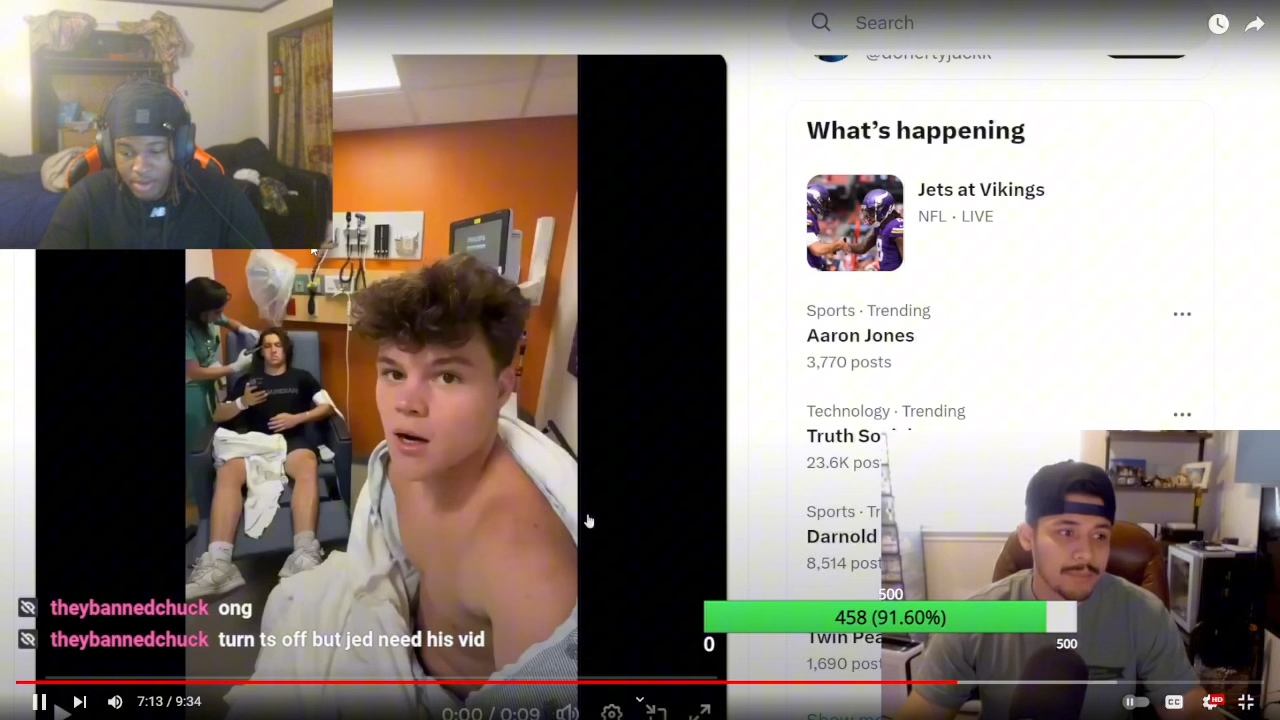 Search
@dohertyjackk
What's happening
Jets at Vikings
NFL · LIVE
Sports · Trending
Aaron Jones
3,770 posts
Technology · Trending
Truth So
23.6K pos
Sports · Tr
Darnold
8,514 post
500
458 (91.60%)
0
500
Twin Pea
1,690 post
theybannedchuck ong
theybannedchuck turn ts off but jed need his vid
7:13 / 9:34
0:00 / 0:09
CC
HD